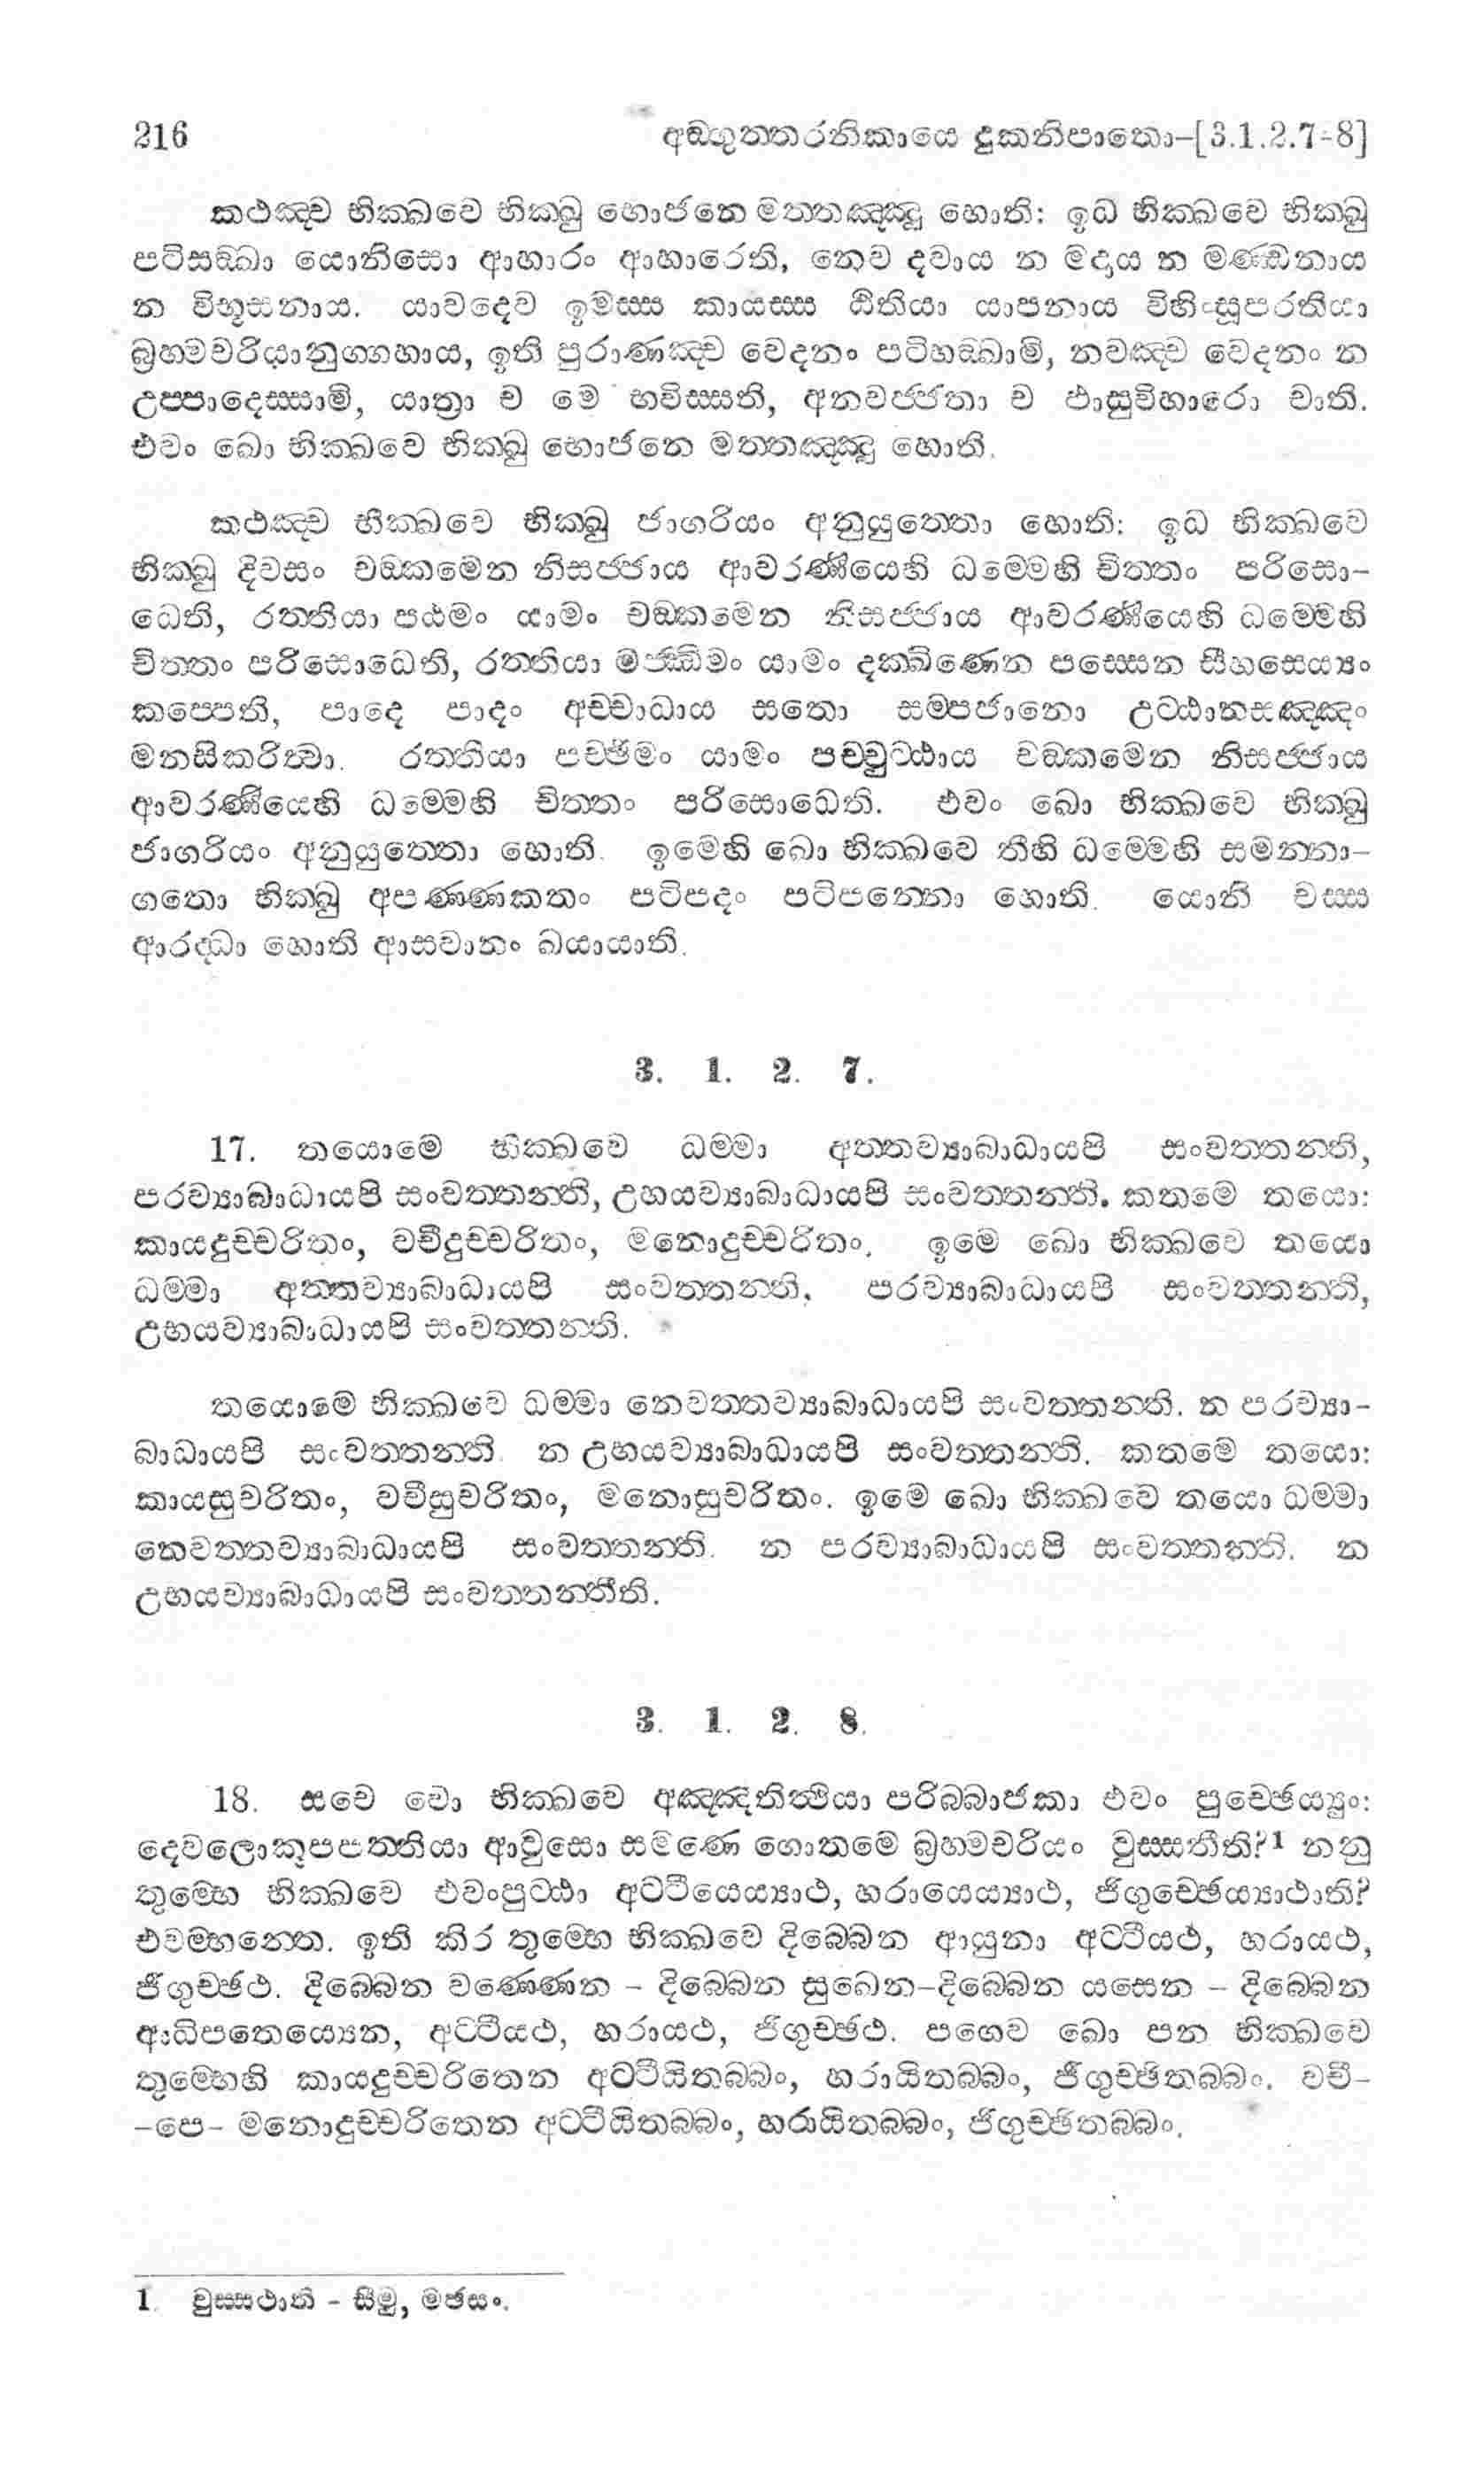 216 අඞ්ගුත්තරනිකායෙ දුකනිපාතො–[3.1.2.7-8]
කථඤ්ච භික්ඛවෙ භික්ඛු භොජනෙ මත්තඤ්ඤූ හොති: ඉධ භික්ඛවෙ භික්ඛු
පටිසඞ්ඛා යොනිසො ආහාරං ආහාරෙති, නෙව දවාය න මදාය න මණ්ඩනාය
න විභූසනාය. යාවදෙව ඉමස්ස කායස්ස ඨිතියා යාපනාය විහිංසූපරතියා
බ්‍රහ්මචරියානුග්ගහාය, ඉති පුරාණඤ්ච වෙදනං පටිහඞ්ඛාමි, නවඤ්ච වෙදනං න
උප්පාදෙස්සාමි, යාත්‍රා ච මෙ භවිස්සති, අනවජ්ජතා ච ඵාසුවිහාරො චාති.
එවං ඛො භික්ඛවෙ භික්ඛු භොජනෙ මත්තඤ්ඤූ හොති.
කථඤ්ච භික්ඛවෙ භික්ඛු ජාගරියං අනුයුත්තො හොති: ඉධ භික්ඛවෙ
භික්ඛු දිවසං චඞ්කමෙන නිසජ්ජාය ආවරණීයෙහි ධම්මෙහි චිත්තං පරිසො–
ධෙති, රත්තියා පඨමං යාමං චඞ්කමෙන නිසජ්ජාය ආවරණීයෙහි ධම්මෙහි
චිත්තං පරිසොධෙති, රත්තියා මජ්ඣිමං යාමං දක්ඛිණෙන පස්සෙන සීහසෙය්‍යං
කප්පෙති, පාදෙ පාදං අච්චාධාය සතො සම්පජානො උට්ඨානසඤ්ඤං
මනසිකරිත්‍වා. රත්තියා පච්ඡිමං යාමං පච්චුට්ඨාය චඞ්කමෙන නිසජ්ජාය
ආවරණීයෙහි ධම්මෙහි චිත්තං පරිසොධෙති. එවං ඛො භික්ඛවෙ භික්ඛු
ජාගරියං අනුයුත්තො හොති. ඉමෙහි ඛො භික්ඛවෙ තීහි ධම්මෙහි සමන්නා–
ගතො භික්ඛු අපණ්ණකතං පටිපදං පටිපන්නො හොති. යොනි චස්ස
ආරද්ධා හොති ආසවානං ඛයායාති.
3. 1. 2. 7.
17. තයොමෙ භික්ඛවෙ ධම්මා අත්තව්‍යාබාධායපි සංවත්තන්ති,
පරව්‍යාබාධායපි සංවත්තන්ති, උභයව්‍යාබාධායපි සංවත්තන්ති. කතමෙ තයො:
කායදුච්චරිතං, වචීදුච්චරිතං, මනොදුච්චරිතං. ඉමෙ ඛො භික්ඛවෙ තයො
ධම්මා අත්තව්‍යාබාධායපි සංවත්තන්ති, පරව්‍යාබාධායපි සංවත්තන්ති,
උභයව්‍යාබාධායපි සංවත්තන්ති.
තයොමෙ භික්ඛවෙ ධම්මා නෙවත්තව්‍යාබාධායපි සංවත්තන්ති. න පරව්‍යා–
බාධායපි සංවත්තන්ති. න උභයව්‍යාබාධායපි සංවත්තන්ති. කතමෙ තයො:
කායසුචරිතං, වචීසුචරිතං, මනොසුචරිතං. ඉමෙ ඛො භික්ඛවෙ තයො ධම්මා
නෙවත්තව්‍යාබාධායපි සංවත්තන්ති. න පරව්‍යාබාධායපි සංවත්තන්ති. න
උභයව්‍යාබාධායපි සංවත්තන්තීති.
3. 1. 2. 8.
18. සචෙ වො භික්ඛවෙ අඤ්ඤතිත්‍ථියා පරිබ්බාජකා එවං පුච්ඡෙය්‍යුං:
දෙවලොකූපපත්තියා ආවුසො සමණෙ ගොතමෙ බ්‍රහ්මචරියං වුස්සතීති?1 නනු
තුම්හෙ භික්ඛවෙ එවංපුට්ඨා අට්ටීයෙය්‍යාථ, හරායෙය්‍යාථ, ජිගුච්ඡෙය්‍යාථාති?
එවම්භන්තෙ. ඉති කිර තුම්හෙ භික්ඛවෙ දිබ්බෙන ආයුනා අට්ටීයථ, හරායථ,
ජිගුච්ඡථ. දිබ්බෙන වණ්ණෙන – දිබ්බෙන සුඛෙන–දිබ්බෙන යසෙන – දිබ්බෙන
ආධිපතෙය්‍යෙන, අට්ටීයථ, හරායථ, ජිගුච්ඡථ. පගෙව ඛො පන භික්ඛවෙ
තුම්හෙහි කායදුච්චරිතෙන අට්ටීයිතබ්බං, හරායිතබ්බං, ජිගුච්ඡිතබ්බං. වචී–
–පෙ– මනොදුච්චරිතෙන අට්ටීයිතබ්බං, හරායිතබ්බං, ජිගුච්ඡිතබ්බං.
1. වුස්සථාති – සීමු, මජසං.